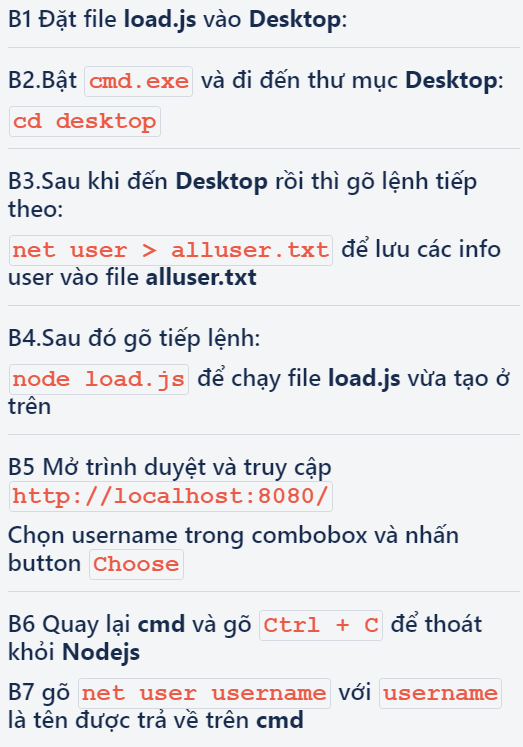 B1 Đặt file load.js vào Desktop:
B2.Bật cmd.exe và đi đến thư mục Desktop:
cd desktop
B3.Sau khi đến Desktop rồi thì gõ lệnh tiếp
theo:
net user > alluser.txt để lưu các info
user vào file alluser.txt
B4.Sau đó gõ tiếp lệnh:
node load.js để chạy file load.js vừa tạo ở
trên
B5 Mở trình duyệt và truy cập
http://localhost:8080/
Chọn username trong combobox và nhấn
button Choose
B6 Quay lại cmd và gõ Ctrl + C để thoát
khỏi Nodejs
B7 gõ net user username với username
là tên được trả về trên cmd